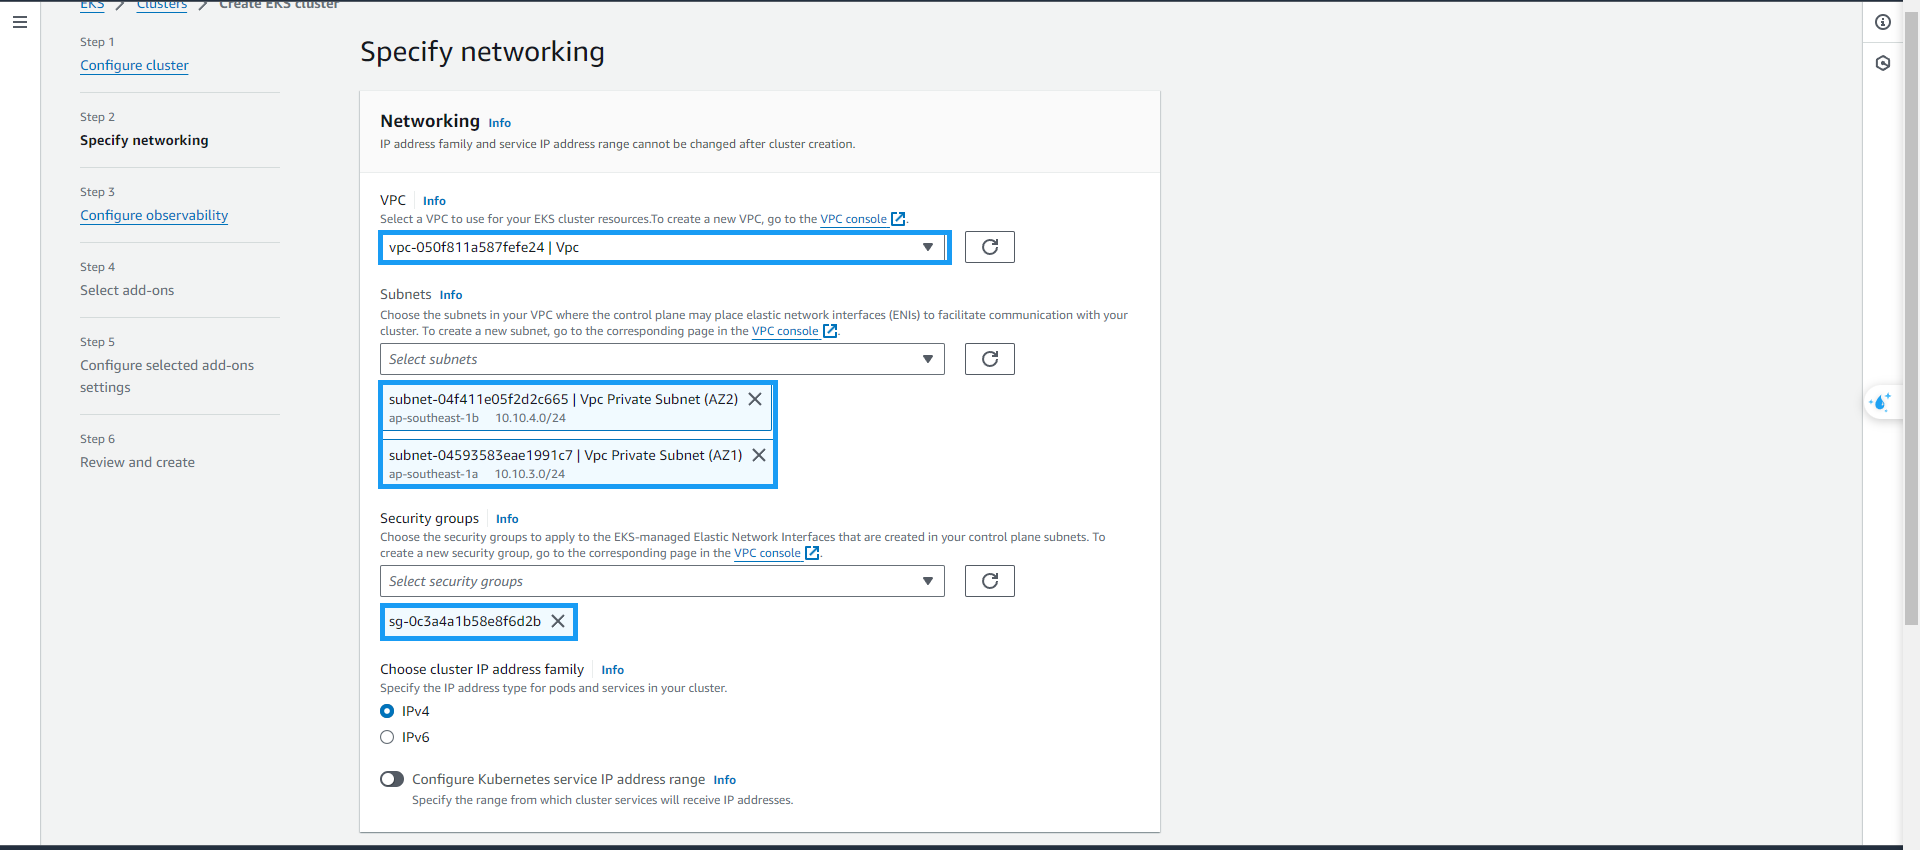 EKS > Clusters > Create EKS cluster
Step 1
Configure cluster
Step 2
Specify networking
Step 3
Configure observability
Step 4
Select add-ons
Step 5
Configure selected add-ons
settings
Step 6
Review and create
Specify networking
Networking Info
IP address family and service IP address range cannot be changed after cluster creation.
VPC Info
Select a VPC to use for your EKS cluster resources.To create a new VPC, go to the VPC console.
vpc-050f811a587fefe24 | Vpc
Subnets Info
Choose the subnets in your VPC where the control plane may place elastic network interfaces (ENIs) to facilitate communication with your
cluster. To create a new subnet, go to the corresponding page in the VPC console.
Select subnets
subnet-04f411e05f2d2c665 | Vpc Private Subnet (AZ2)
ap-southeast-1b 10.10.4.0/24
subnet-04593583eae1991c7 | Vpc Private Subnet (AZ1)
ap-southeast-1a 10.10.3.0/24
Security groups Info
Choose the security groups to apply to the EKS-managed Elastic Network Interfaces that are created in your control plane subnets. To
create a new security group, go to the corresponding page in the VPC console.
Select security groups
sg-0c3a4a1b58e8f6d2b
Choose cluster IP address family Info
Specify the IP address type for pods and services in your cluster.
IPv4
IPv6
Configure Kubernetes service IP address range Info
Specify the range from which cluster services will receive IP addresses.